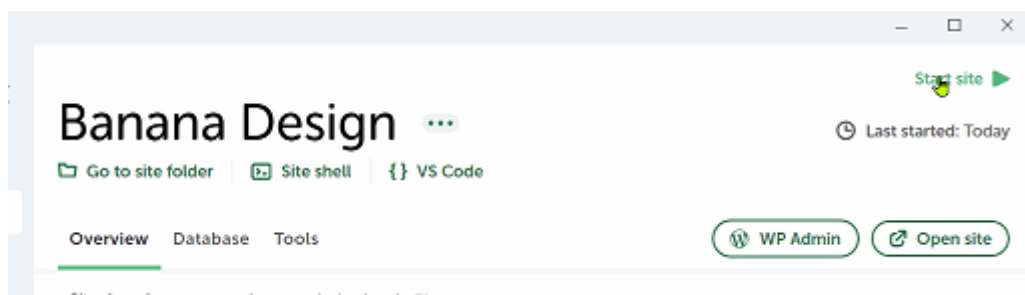 Start site
Banana Design
Last started: Today
Go to site folder
Site shell
{} VS Code
Overview Database Tools
WP Admin
Open site